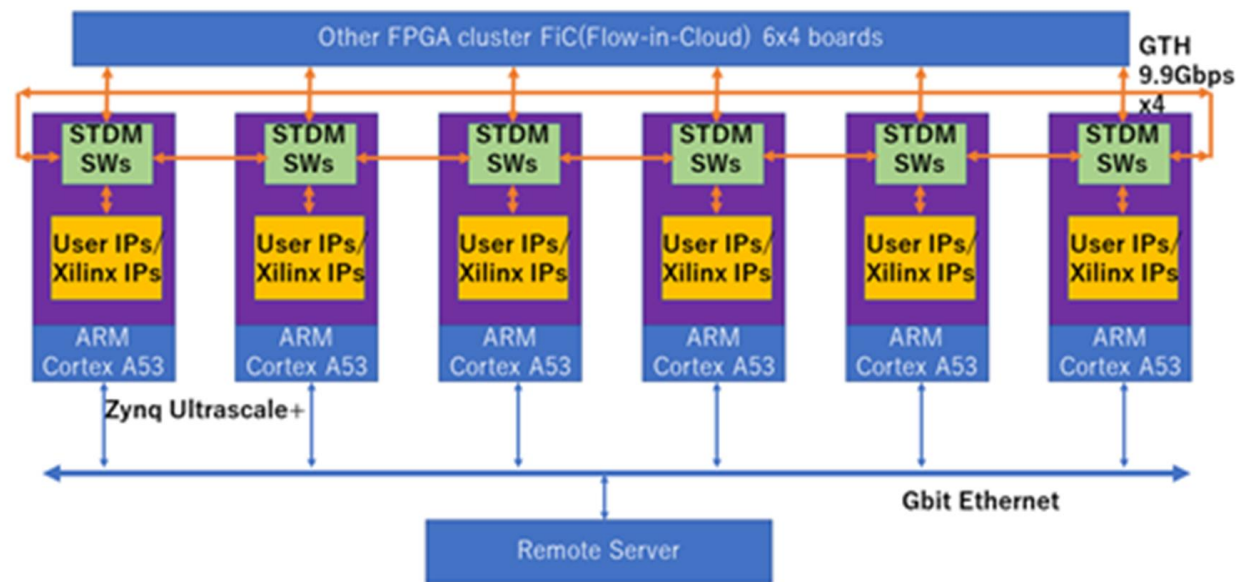 Other FPGA cluster FiC(Flow-in-Cloud) 6x4 boards
GTH
9.9Gbps
x4
STDM
SWs
STDM
SWs
STDM
SWs
STDM
SWs
STDM
SWs
STDM
SWs
User IPs/
Xilinx IPs
User IPs/
Xilinx IPs
User IPs/
Xilinx IPs
User IPs/
Xilinx IPs
User IPs/
Xilinx IPs
User IPs/
Xilinx IPs
ARM
Cortex A53
ARM
Cortex A53
ARM
Cortex A53
ARM
Cortex A53
ARM
Cortex A53
ARM
Cortex A53
Zynq Ultrascale+
Gbit Ethernet
Remote Server